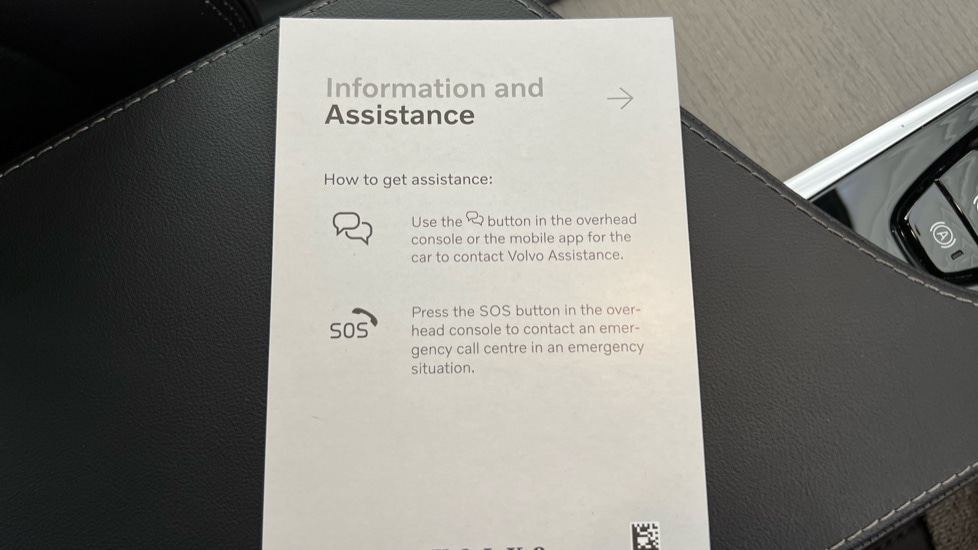 Information and
Assistance
How to get assistance:
Use the button in the overhead
console or the mobile app for the
car to contact Volvo Assistance.
SOS
Press the SOS button in the over-
head console to contact an emer-
gency call centre in an emergency
situation.
A